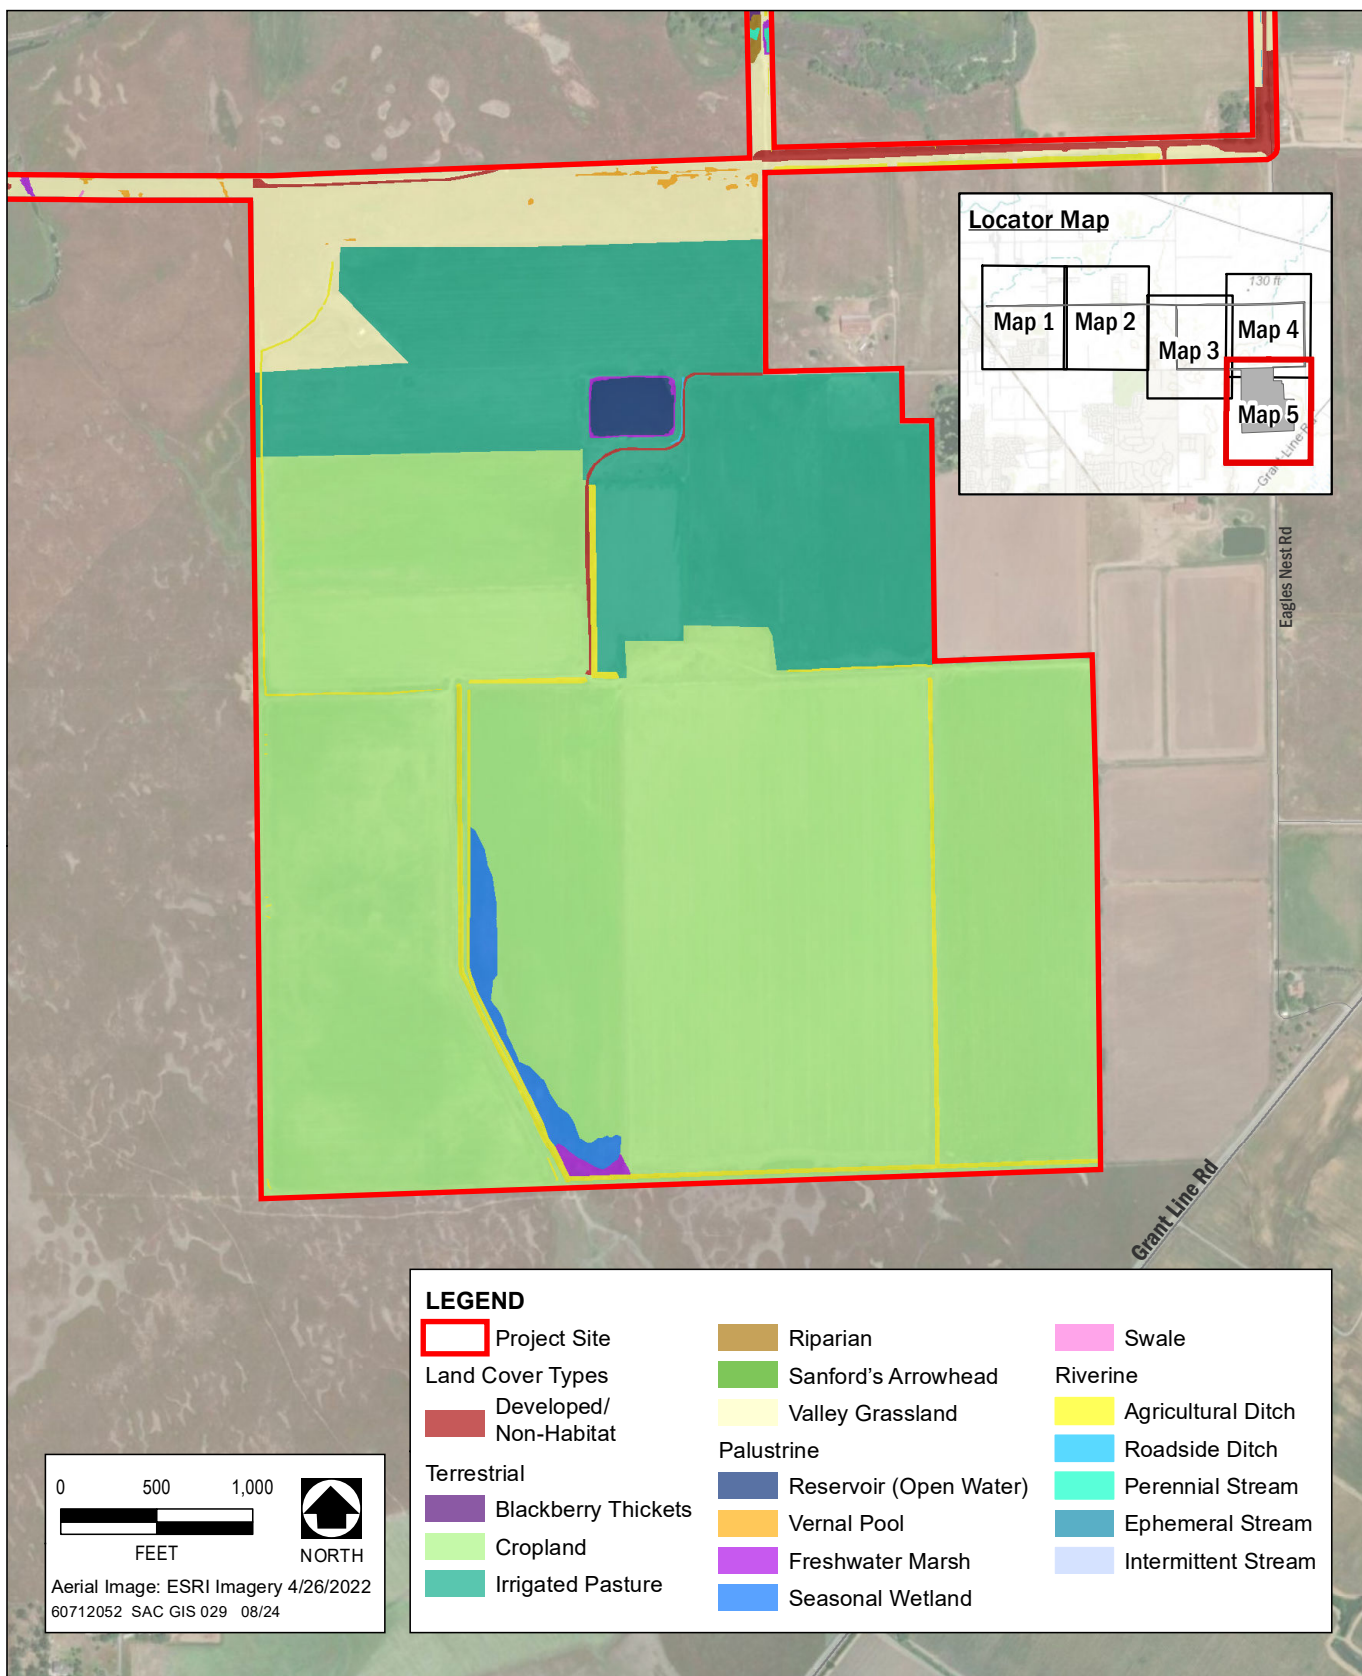 Locator Map
130 ft
Map 1
Map 2
Map 3
Map 4
Map 5
Grant-Line Rd
Eagles Nest Rd
Grant Line Rd
LEGEND
Project Site
Land Cover Types
Developed/
Non-Habitat
Terrestrial
Blackberry Thickets
Cropland
Irrigated Pasture
Riparian
Sanford's Arrowhead
Valley Grassland
Palustrine
Reservoir (Open Water)
Vernal Pool
Freshwater Marsh
Seasonal Wetland
Swale
Riverine
Agricultural Ditch
Roadside Ditch
Perennial Stream
Ephemeral Stream
Intermittent Stream
0 500 1,000
FEET
NORTH
Aerial Image: ESRI Imagery 4/26/2022
60712052 SAC GIS 029 08/24